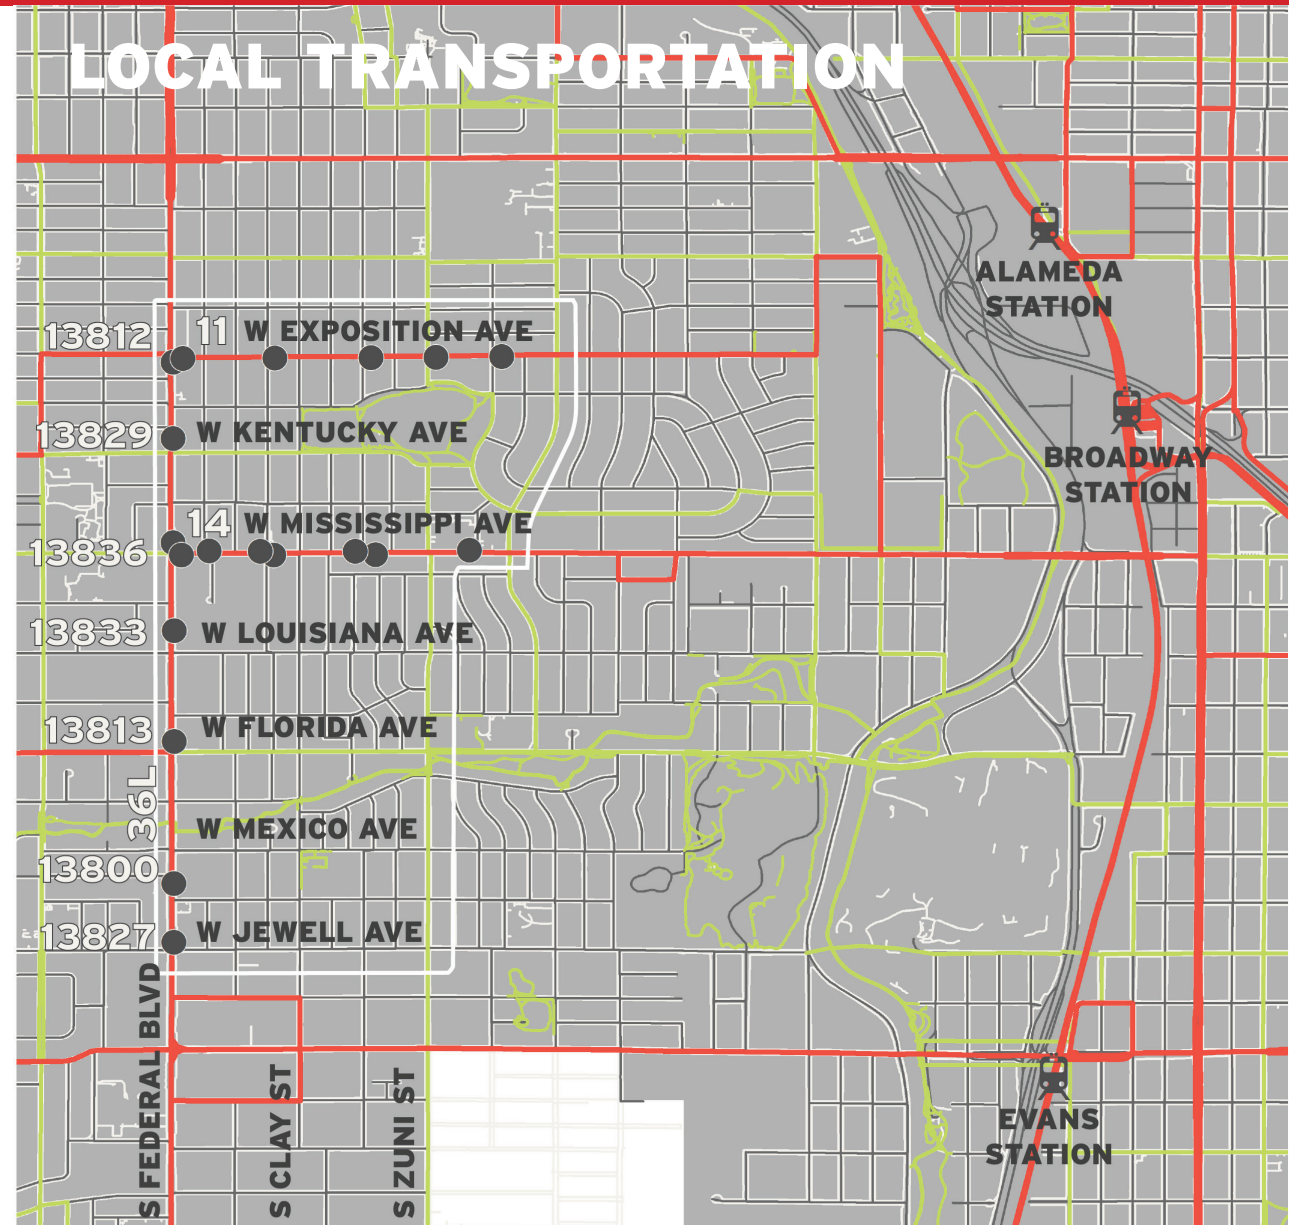 LOCAL TRANSPORTATION
ALAMEDA
STATION
13812
11
W EXPOSITION AVE
13829
W KENTUCKY AVE
BROADWAY
STATION
14
W MISSISSIPPI AVE
13836
13833
W LOUISIANA AVE
13813
W FLORIDA AVE
36L
W MEXICO AVE
13800
13827
W JEWELL AVE
S FEDERAL BLVD
S CLAY ST
S ZUNI ST
EVANS
STATION